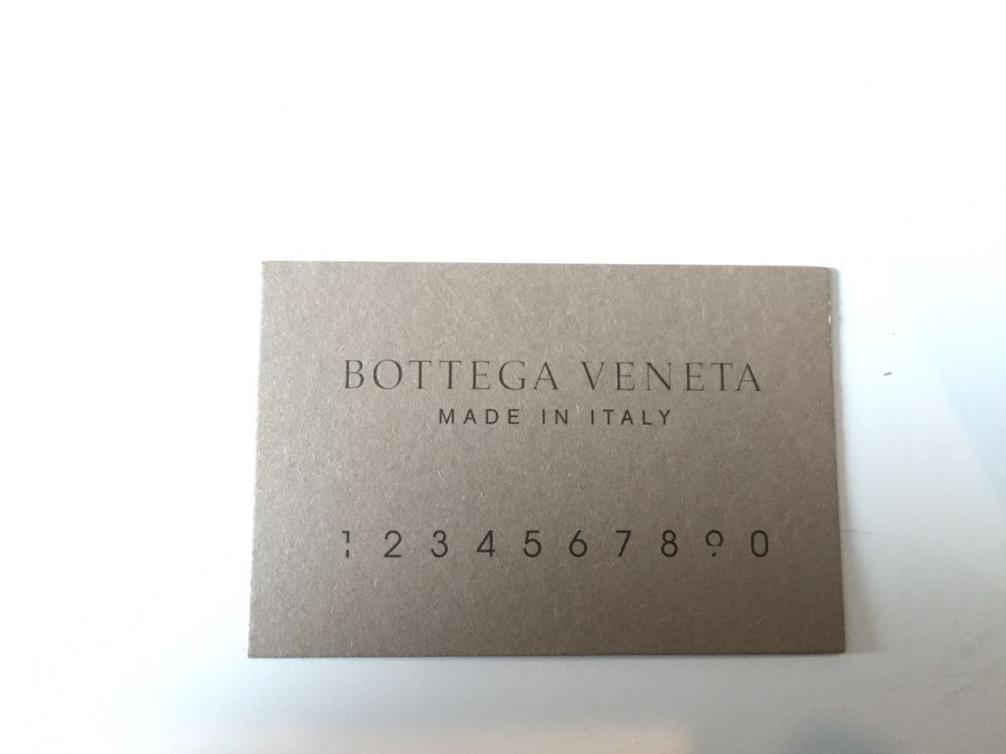 BOTTEGA VENETA
MADE IN ITALY
1 2 3 4 5 6 7 8 9 0